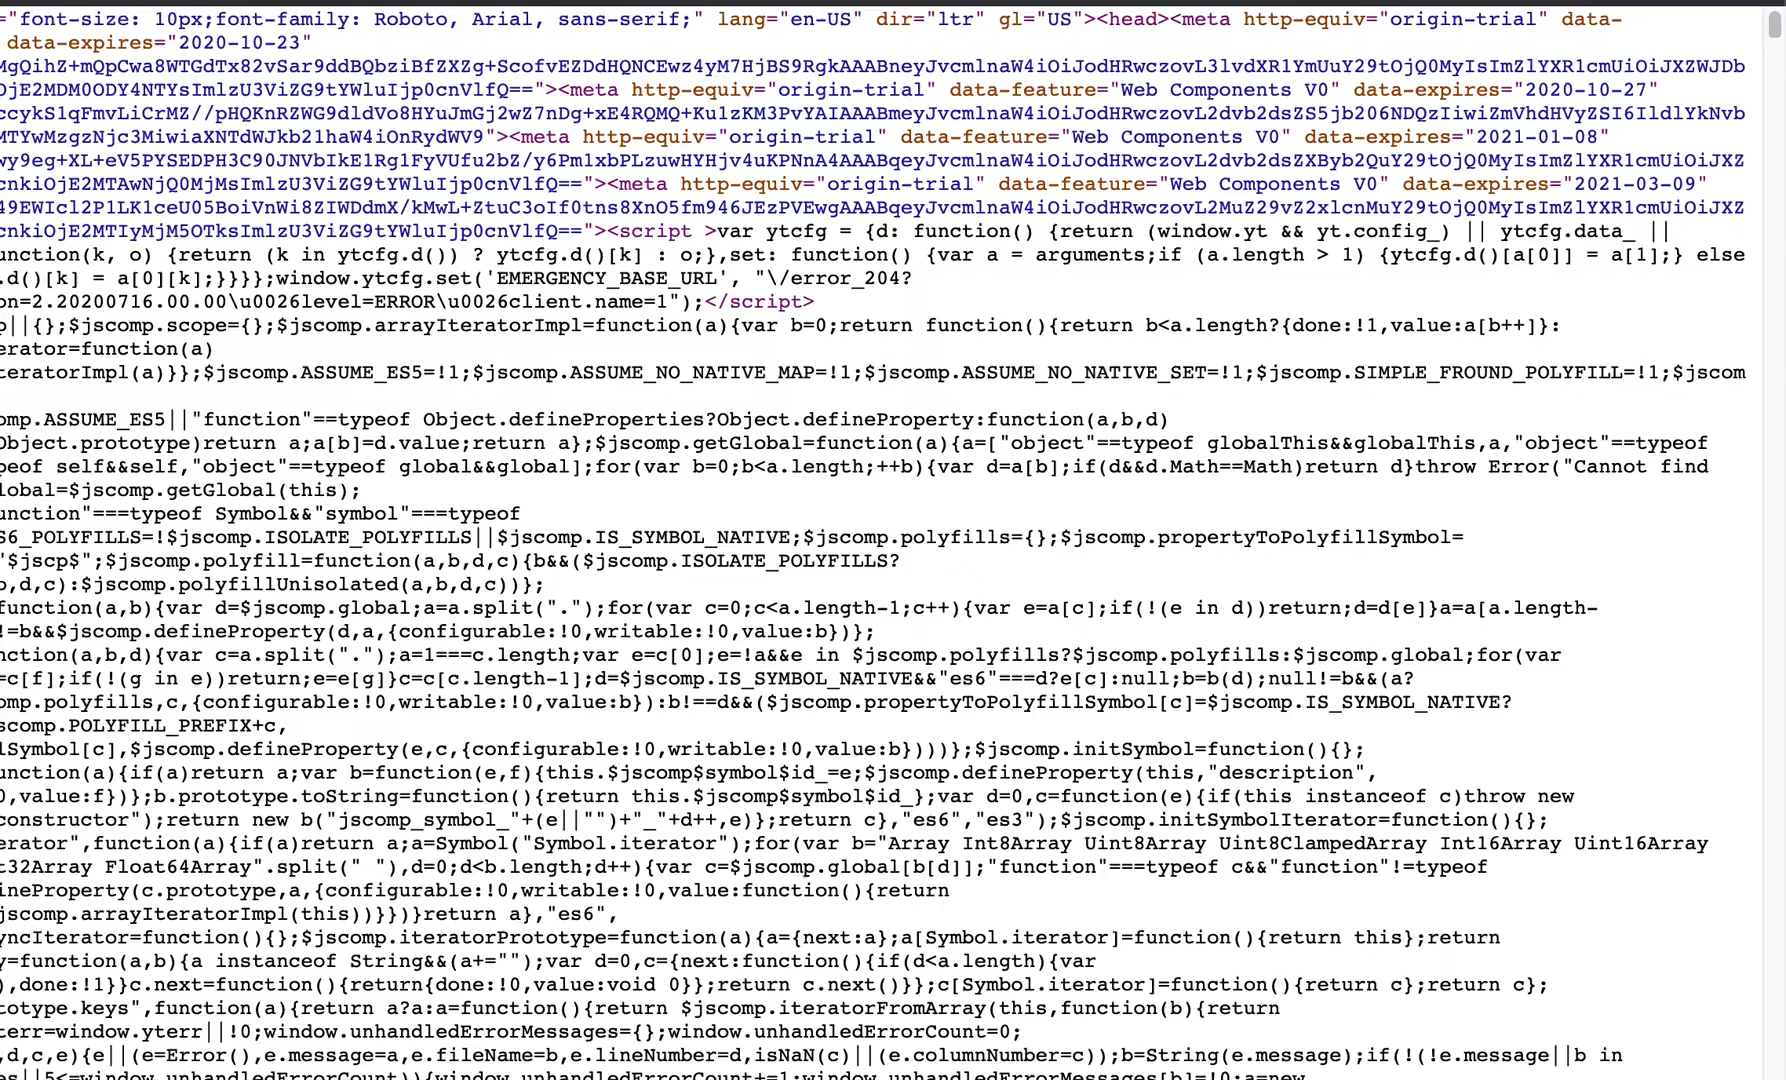 ="font-size: 10px;font-family: Roboto, Arial, sans-serif;" lang="en-US" dir="ltr" gl="US"><head><meta http-equiv="origin-trial" data-
data-expires="2020-10-23"
MgQihZ+mQpCwa8WTGdTx82vSar9ddBQbziBfZXZg+ScofvEZDdHQNCEwz4yM7HjBS9RgkAAABneyJvcmlnaW4iOiJodHRwczovL3lvdXR1YmUuY29tOjQ0MyIsImZlYXR1cmUiOiJXZWJDb
OjE2MDM0ODY4NTYsImlzU3ViZG9tYWluIjp0cnVlfQ=="><meta http-equiv="origin-trial" data-feature="Web Components V0" data-expires="2020-10-27"
ccykS1qFmvLiCrMZ//pHQKnRZWG9dldVo8HYuJmGj2wZ7nDg+xE4RQMQ+Ku1zKM3PvYAIAAABmeyJvcmlnaW4iOiJodHRwczovL2dvb2dsZS5jb206NDQzIiwiZmVhdHVyZSI6IldlYkNvb
MTYwMzgzNjc3MiwiaXNTdWJkb21haW4iOnRydWV9"><meta http-equiv="origin-trial" data-feature="Web Components V0" data-expires="2021-01-08"
wy9eg+XL+eV5PYSEDPH3C90JNVbIkE1Rg1FyVUfu2bZ/y6Pm1xbPLzuwHYHjv4uKPNnA4AAABqeyJvcmlnaW4iOiJodHRwczovL2dvb2dsZXByb2QuY29tOjQ0MyIsImZlYXR1cmUiOiJXZ
cnkiOjE2MTAwNjQ0MjMsImlzU3ViZG9tYWluIjp0cnVlfQ=="><meta http-equiv="origin-trial" data-feature="Web Components V0" data-expires="2021-03-09"
49EWIcl2P1LK1ceU05BoiVnWi8ZIWDdmX/kMwL+ZtuC3oIf0tns8XnO5fm946JEzPVEwgAAABqeyJvcmlnaW4iOiJodHRwczovL2MuZ29vZ2xlcnMuY29tOjQ0MyIsImZlYXR1cmUiOiJXZ
cnkiOjE2MTIyMjM5OTksImlzU3ViZG9tYWluIjp0cnVlfQ=="><script >var ytcfg = {d: function() {return (window.yt && yt.config_) || ytcfg.data_ ||
unction(k, o) {return (k in ytcfg.d()) ? ytcfg.d()[k] : o;},set: function() {var a = arguments;if (a.length > 1) {ytcfg.d()[a[0]] = a[1];} else
.d()[k] = a[0][k];}}}};window.ytcfg.set('EMERGENCY_BASE_URL', "\/error_204?
on=2.20200716.00.00\u0026level=ERROR\u0026client.name=1");</script>
p||{};$jscomp.scope={};$jscomp.arrayIteratorImpl=function(a){var b=0;return function(){return b<a.length?{done:!1,value:a[b++]}:
erator=function(a)
teratorImpl(a)}};$jscomp.ASSUME_ES5=!1;$jscomp.ASSUME_NO_NATIVE_MAP=!1;$jscomp.ASSUME_NO_NATIVE_SET=!1;$jscomp.SIMPLE_FROUND_POLYFILL=!1;$jscom
omp.ASSUME_ES5||"function"==typeof Object.defineProperties?Object.defineProperty:function(a,b,d)
Object.prototype)return a;a[b]=d.value;return a};$jscomp.getGlobal=function(a){a=["object"==typeof globalThis&&globalThis,a,"object"==typeof
peof self&&self,"object"==typeof global&&global];for(var b=0;b<a.length;++b){var d=a[b];if(d&&d.Math==Math)return d}throw Error("Cannot find
lobal=$jscomp.getGlobal(this);
unction"===typeof Symbol&&"symbol"===typeof
S6_POLYFILLS=!$jscomp.ISOLATE_POLYFILLS||$jscomp.IS_SYMBOL_NATIVE;$jscomp.polyfills={};$jscomp.propertyToPolyfillSymbol=
"$jscp$";$jscomp.polyfill=function(a,b,d,c){b&&($jscomp.ISOLATE_POLYFILLS?
b,d,c):$jscomp.polyfillUnisolated(a,b,d,c))};
function(a,b){var d=$jscomp.global;a=a.split(".");for(var c=0;c<a.length-1;c++){var e=a[c];if(!(e in d))return;d=d[e]}a=a[a.length-
!=b&&$jscomp.defineProperty(d,a,{configurable:!0,writable:!0,value:b})};
nction(a,b,d){var c=a.split(".");a=1===c.length;var e=c[0];e=!a&&e in $jscomp.polyfills?$jscomp.polyfills:$jscomp.global;for(var
=c[f];if(!(g in e))return;e=e[g]}c=c[c.length-1];d=$jscomp.IS_SYMBOL_NATIVE&&"es6"===d?e[c]:null;b=b(d);null!=b&&(a?
omp.polyfills,c,{configurable:!0,writable:!0,value:b}):b!==d&&($jscomp.propertyToPolyfillSymbol[c]=$jscomp.IS_SYMBOL_NATIVE?
scomp.POLYFILL_PREFIX+c,
lSymbol[c],$jscomp.defineProperty(e,c,{configurable:!0,writable:!0,value:b})))};$jscomp.initSymbol=function(){};
unction(a){if(a)return a;var b=function(e,f){this.$jscomp$symbol$id_=e;$jscomp.defineProperty(this,"description",
0,value:f})};b.prototype.toString=function(){return this.$jscomp$symbol$id_};var d=0,c=function(e){if(this instanceof c)throw new
constructor");return new b("jscomp_symbol_"+(e||"")+"_"+d++,e)};return c},"es6","es3");$jscomp.initSymbolIterator=function(){};
erator",function(a){if(a)return a;a=Symbol("Symbol.iterator");for(var b="Array Int8Array Uint8Array Uint8ClampedArray Int16Array Uint16Array
t32Array Float64Array".split(" "),d=0;d<b.length;d++){var c=$jscomp.global[b[d]];"function"===typeof c&&"function"!=typeof
ineProperty(c.prototype,a,{configurable:!0,writable:!0,value:function(){return
jscomp.arrayIteratorImpl(this))}})}return a},"es6",
yncIterator=function(){};$jscomp.iteratorPrototype=function(a){a={next:a};a[Symbol.iterator]=function(){return this};return
y=function(a,b){a instanceof String&&(a+="");var d=0,c={next:function(){if(d<a.length){var
),done:!1}}c.next=function(){return{done:!0,value:void 0}};return c.next()}};c[Symbol.iterator]=function(){return c};return c};
totype.keys",function(a){return a?a:a=function(){return $jscomp.iteratorFromArray(this,function(b){return
terr=window.yterr||!0;window.unhandledErrorMessages={};window.unhandledErrorCount=0;
,d,c,e){e||(e=Error(),e.message=a,e.fileName=b,e.lineNumber=d,isNaN(c)||(e.columnNumber=c));b=String(e.message);if(!(!e.message||b in
es||5<=window.unhandledErrorCount)){window.unhandledErrorCount+=1;window.unhandledErrorMessages[b]=!0;a=new